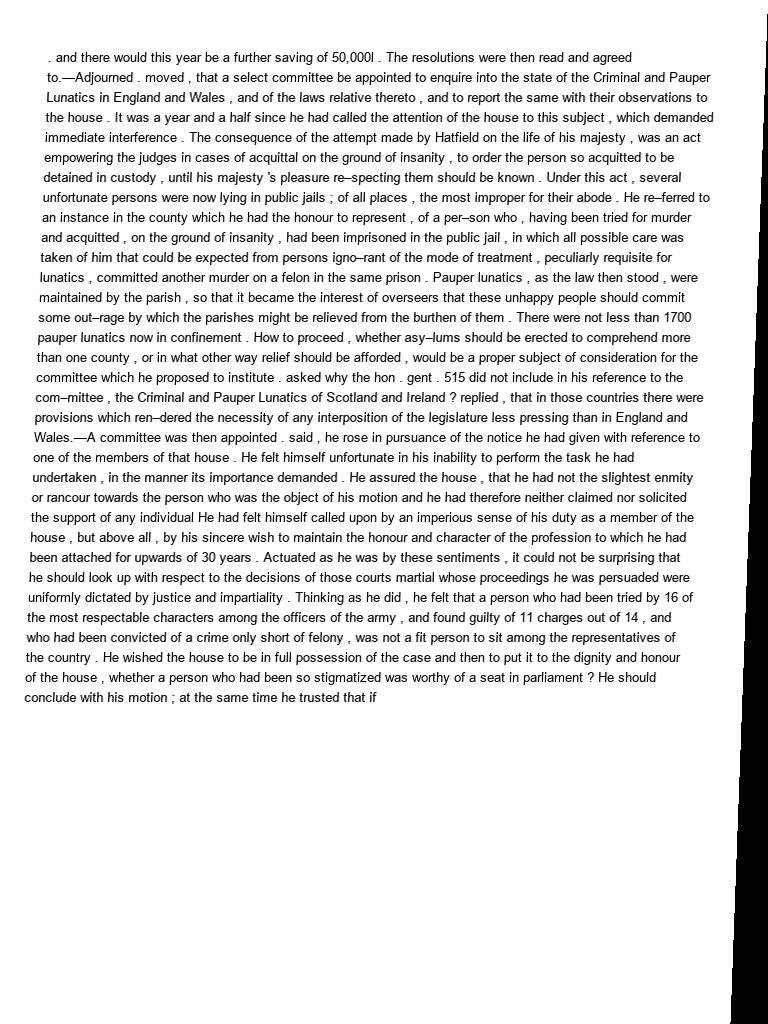 . and there would this year be a further saving of 50,000l . The resolutions were then read and agreed
to.—Adjourned . moved , that a select committee be appointed to enquire into the state of the Criminal and Pauper
Lunatics in England and Wales , and of the laws relative thereto , and to report the same with their observations to
the house . It was a year and a half since he had called the attention of the house to this subject , which demanded
immediate interference . The consequence of the attempt made by Hatfield on the life of his majesty , was an act
empowering the judges in cases of acquittal on the ground of insanity , to order the person so acquitted to be
detained in custody , until his majesty 's pleasure re–specting them should be known . Under this act , several
unfortunate persons were now lying in public jails ; of all places , the most improper for their abode . He re–ferred to
an instance in the county which he had the honour to represent , of a per–son who , having been tried for murder
and acquitted , on the ground of insanity , had been imprisoned in the public jail , in which all possible care was
taken of him that could be expected from persons igno–rant of the mode of treatment , peculiarly requisite for
lunatics , committed another murder on a felon in the same prison . Pauper lunatics , as the law then stood , were
maintained by the parish , so that it became the interest of overseers that these unhappy people should commit
some out–rage by which the parishes might be relieved from the burthen of them . There were not less than 1700
pauper lunatics now in confinement . How to proceed , whether asy–lums should be erected to comprehend more
than one county , or in what other way relief should be afforded , would be a proper subject of consideration for the
committee which he proposed to institute . asked why the hon . gent . 515 did not include in his reference to the
com–mittee , the Criminal and Pauper Lunatics of Scotland and Ireland ? replied , that in those countries there were
provisions which ren–dered the necessity of any interposition of the legislature less pressing than in England and
Wales.—A committee was then appointed . said , he rose in pursuance of the notice he had given with reference to
one of the members of that house . He felt himself unfortunate in his inability to perform the task he had
undertaken , in the manner its importance demanded . He assured the house , that he had not the slightest enmity
or rancour towards the person who was the object of his motion and he had therefore neither claimed nor solicited
the support of any individual He had felt himself called upon by an imperious sense of his duty as a member of the
house , but above all , by his sincere wish to maintain the honour and character of the profession to which he had
been attached for upwards of 30 years . Actuated as he was by these sentiments , it could not be surprising that
he should look up with respect to the decisions of those courts martial whose proceedings he was persuaded were
uniformly dictated by justice and impartiality . Thinking as he did , he felt that a person who had been tried by 16 of
the most respectable characters among the officers of the army , and found guilty of 11 charges out of 14 , and
who had been convicted of a crime only short of felony , was not a fit person to sit among the representatives of
the country . He wished the house to be in full possession of the case and then to put it to the dignity and honour
of the house , whether a person who had been so stigmatized was worthy of a seat in parliament ? He should
conclude with his motion ; at the same time he trusted that if